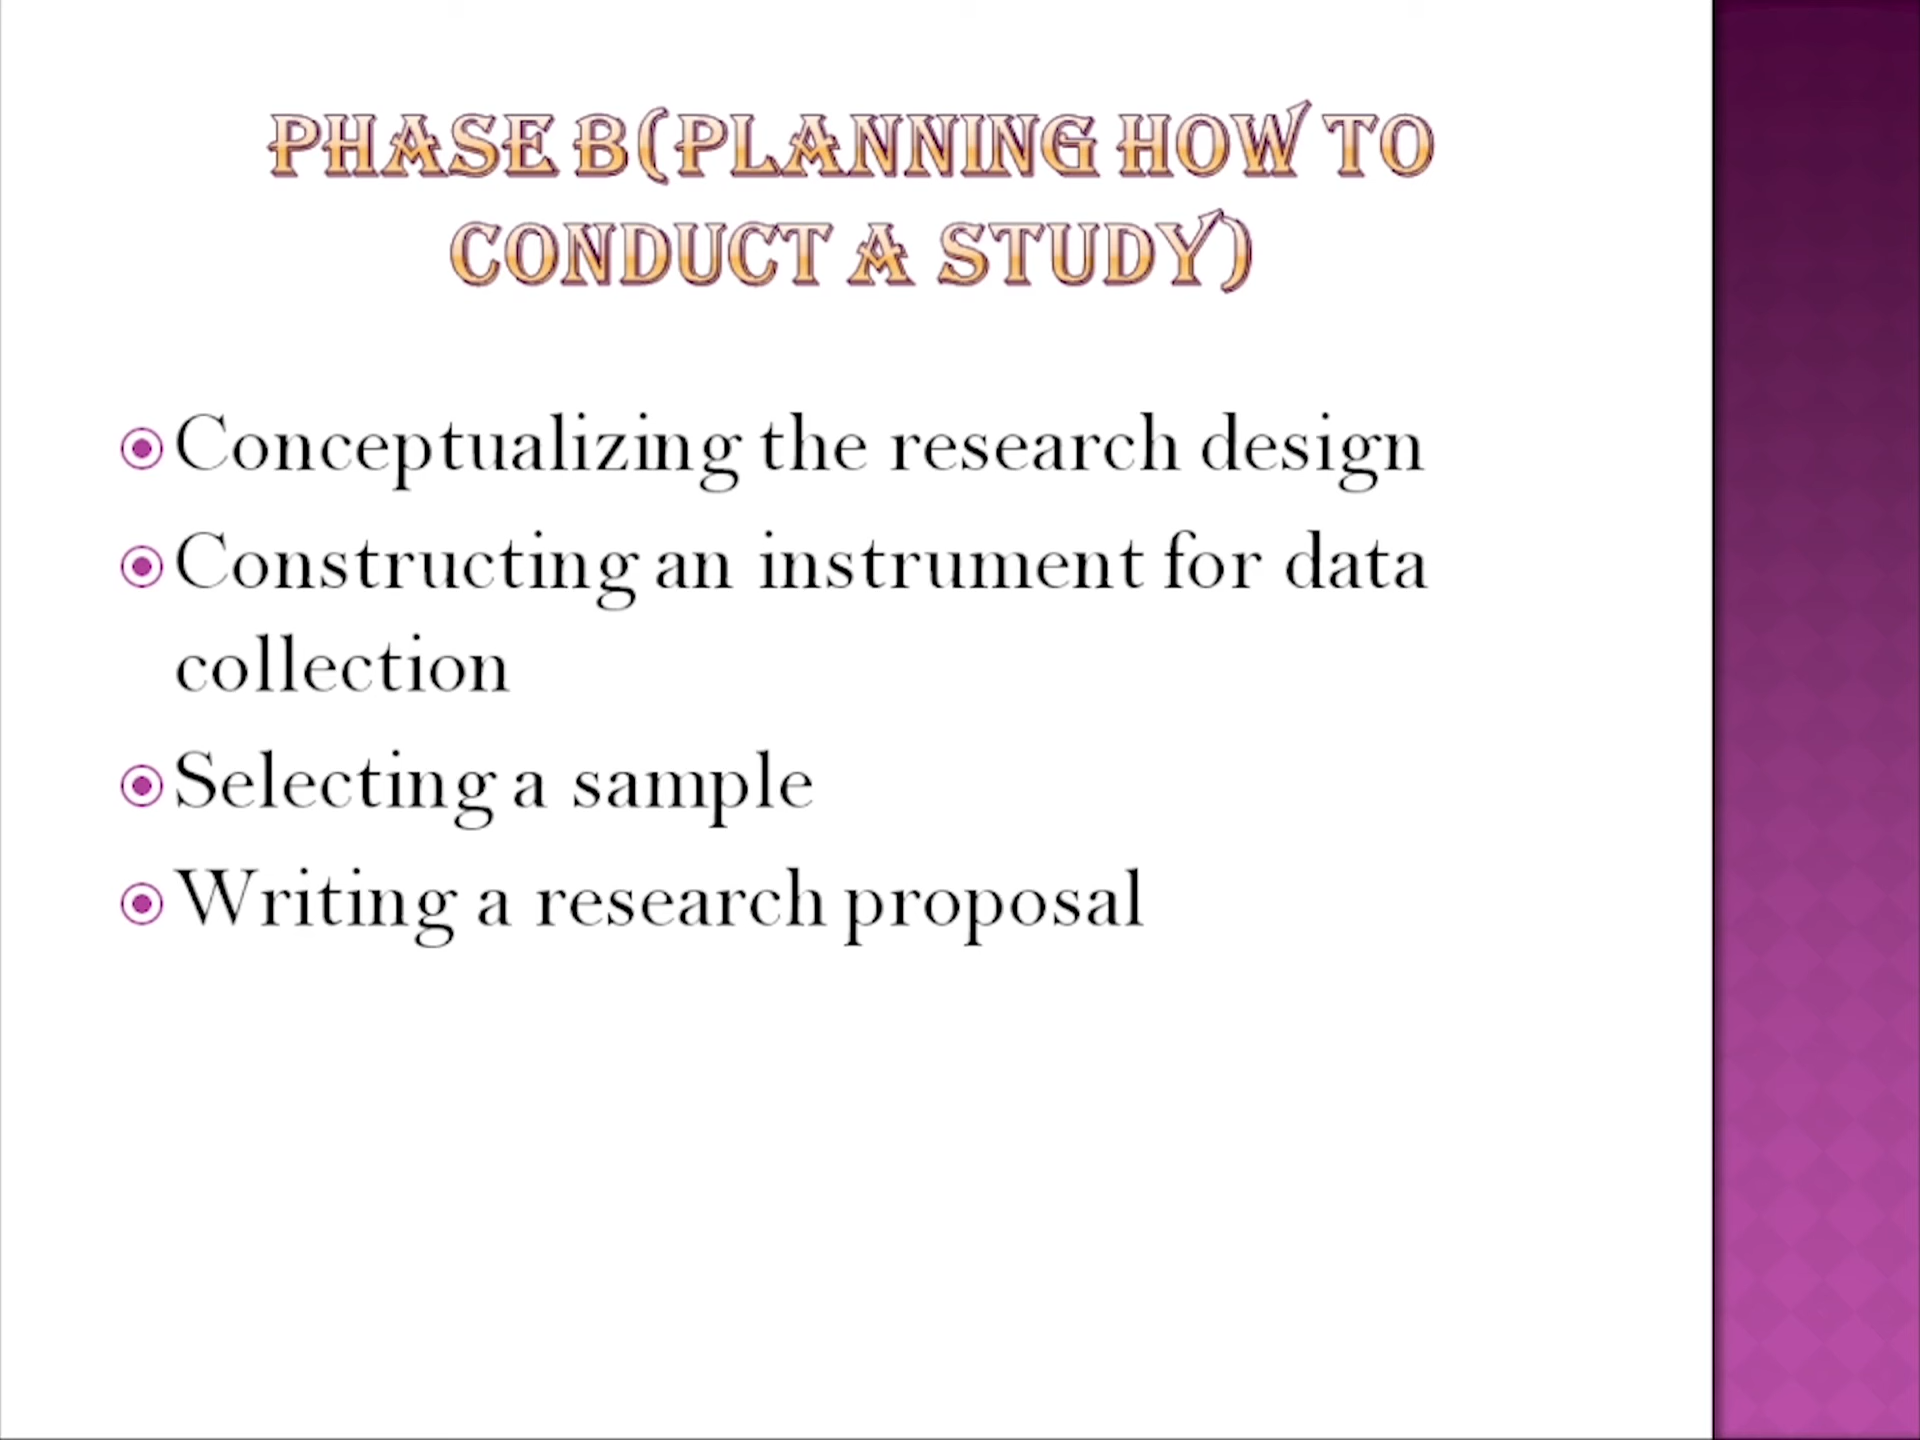 PHASE B(PLANNING HOW TO
CONDUCT A STUDY)
Conceptualizing the research design
Constructing an instrument for data
collection
Selecting a sample
Writing a research proposal